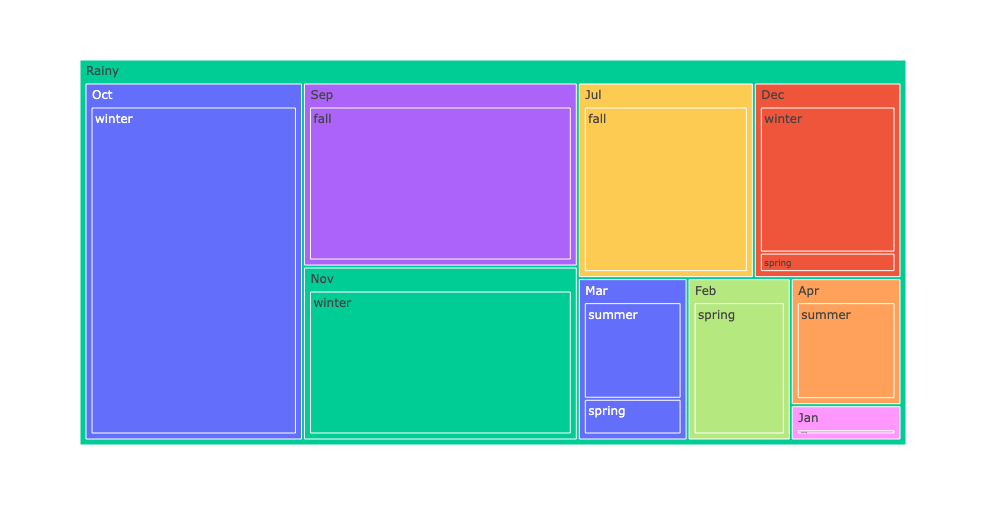 Rainy
Oct
winter
Sep
fall
Jul
fall
Dec
winter
spring
Nov
winter
Mar
summer
spring
Feb
spring
Apr
summer
Jan